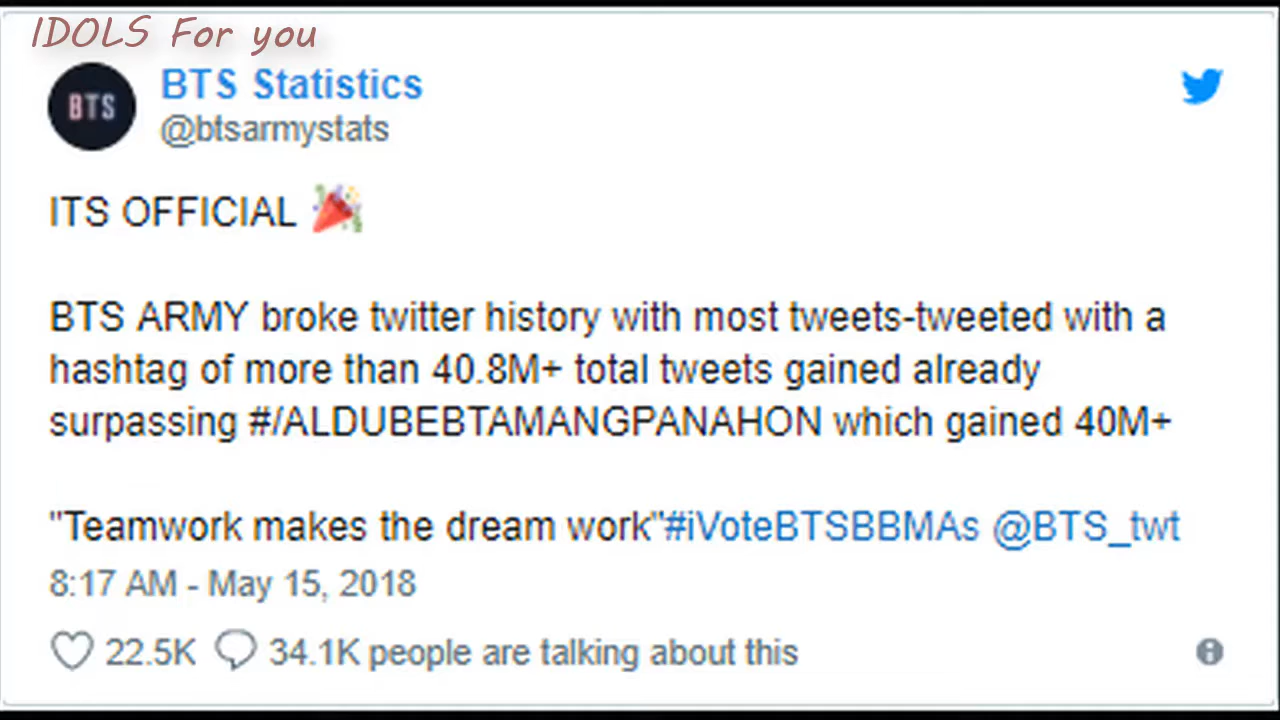 IDOLS For you
BTS
BTS Statistics
@btsarmystats
ITS OFFICIAL 🎉
BTS ARMY broke twitter history with most tweets-tweeted with a
hashtag of more than 40.8M+ total tweets gained already
surpassing #/ALDUBEBTAMANGPANAHON which gained 40M+
"Teamwork makes the dream work"#iVoteBTSBBMAs @BTS_twt
8:17 AM - May 15, 2018
22.5K 34.1K people are talking about this